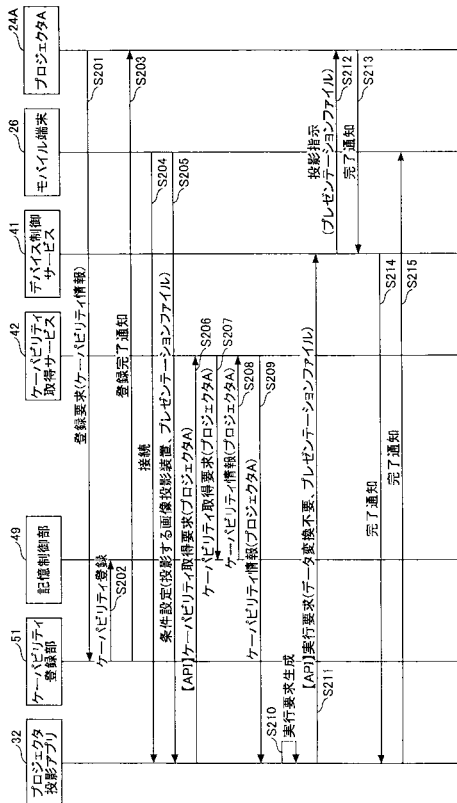 24A
プロジェクタA
26
モバイル端末
41
デバイス制御
サービス
42
ケーパビリティ
取得サービス
49
記憶制御部
51
ケーパビリティ
登録部
32
プロジェクタ
投影アプリ
登録要求(ケーパビリティ情報)
S201
ケーパビリティ登録
S202
登録完了通知
S203
接続
S204
条件設定(投影する画像投影装置、プレゼンテーションファイル)
S205
【API】ケーパビリティ取得要求(プロジェクタA)
S206
ケーパビリティ取得要求(プロジェクタA)
S207
ケーパビリティ情報(プロジェクタA)
S208
ケーパビリティ情報(プロジェクタA)
S209
S210
実行要求生成
【API】実行要求(データ変換不要、プレゼンテーションファイル)
S211
投影指示
(プレゼンテーションファイル)
S212
完了通知
S213
完了通知
S214
完了通知
S215